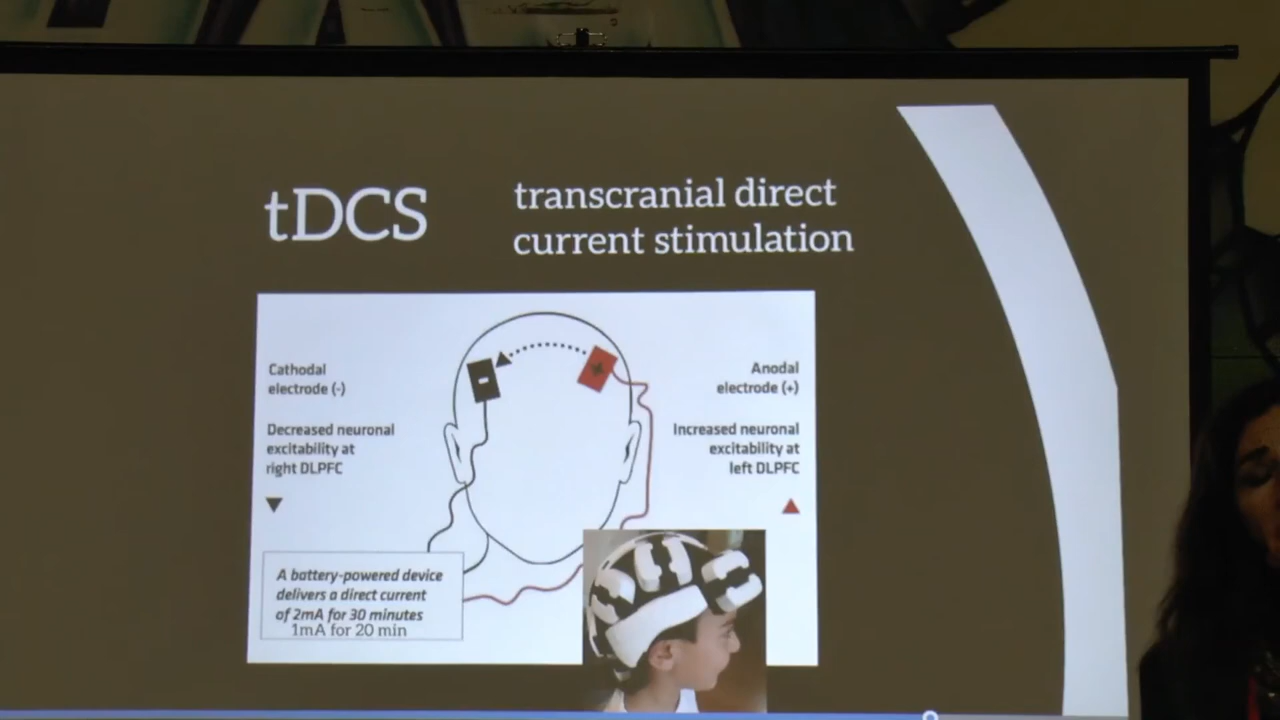 tDCS
transcranial direct
current stimulation
Cathodal
electrode (-)
Decreased neuronal
excitability at
right DLPFC
-
+
Anodal
electrode (+)
Increased neuronal
excitability at
left DLPFC
A battery-powered device
delivers a direct current
of 2mA for 30 minutes
1mA for 20 min